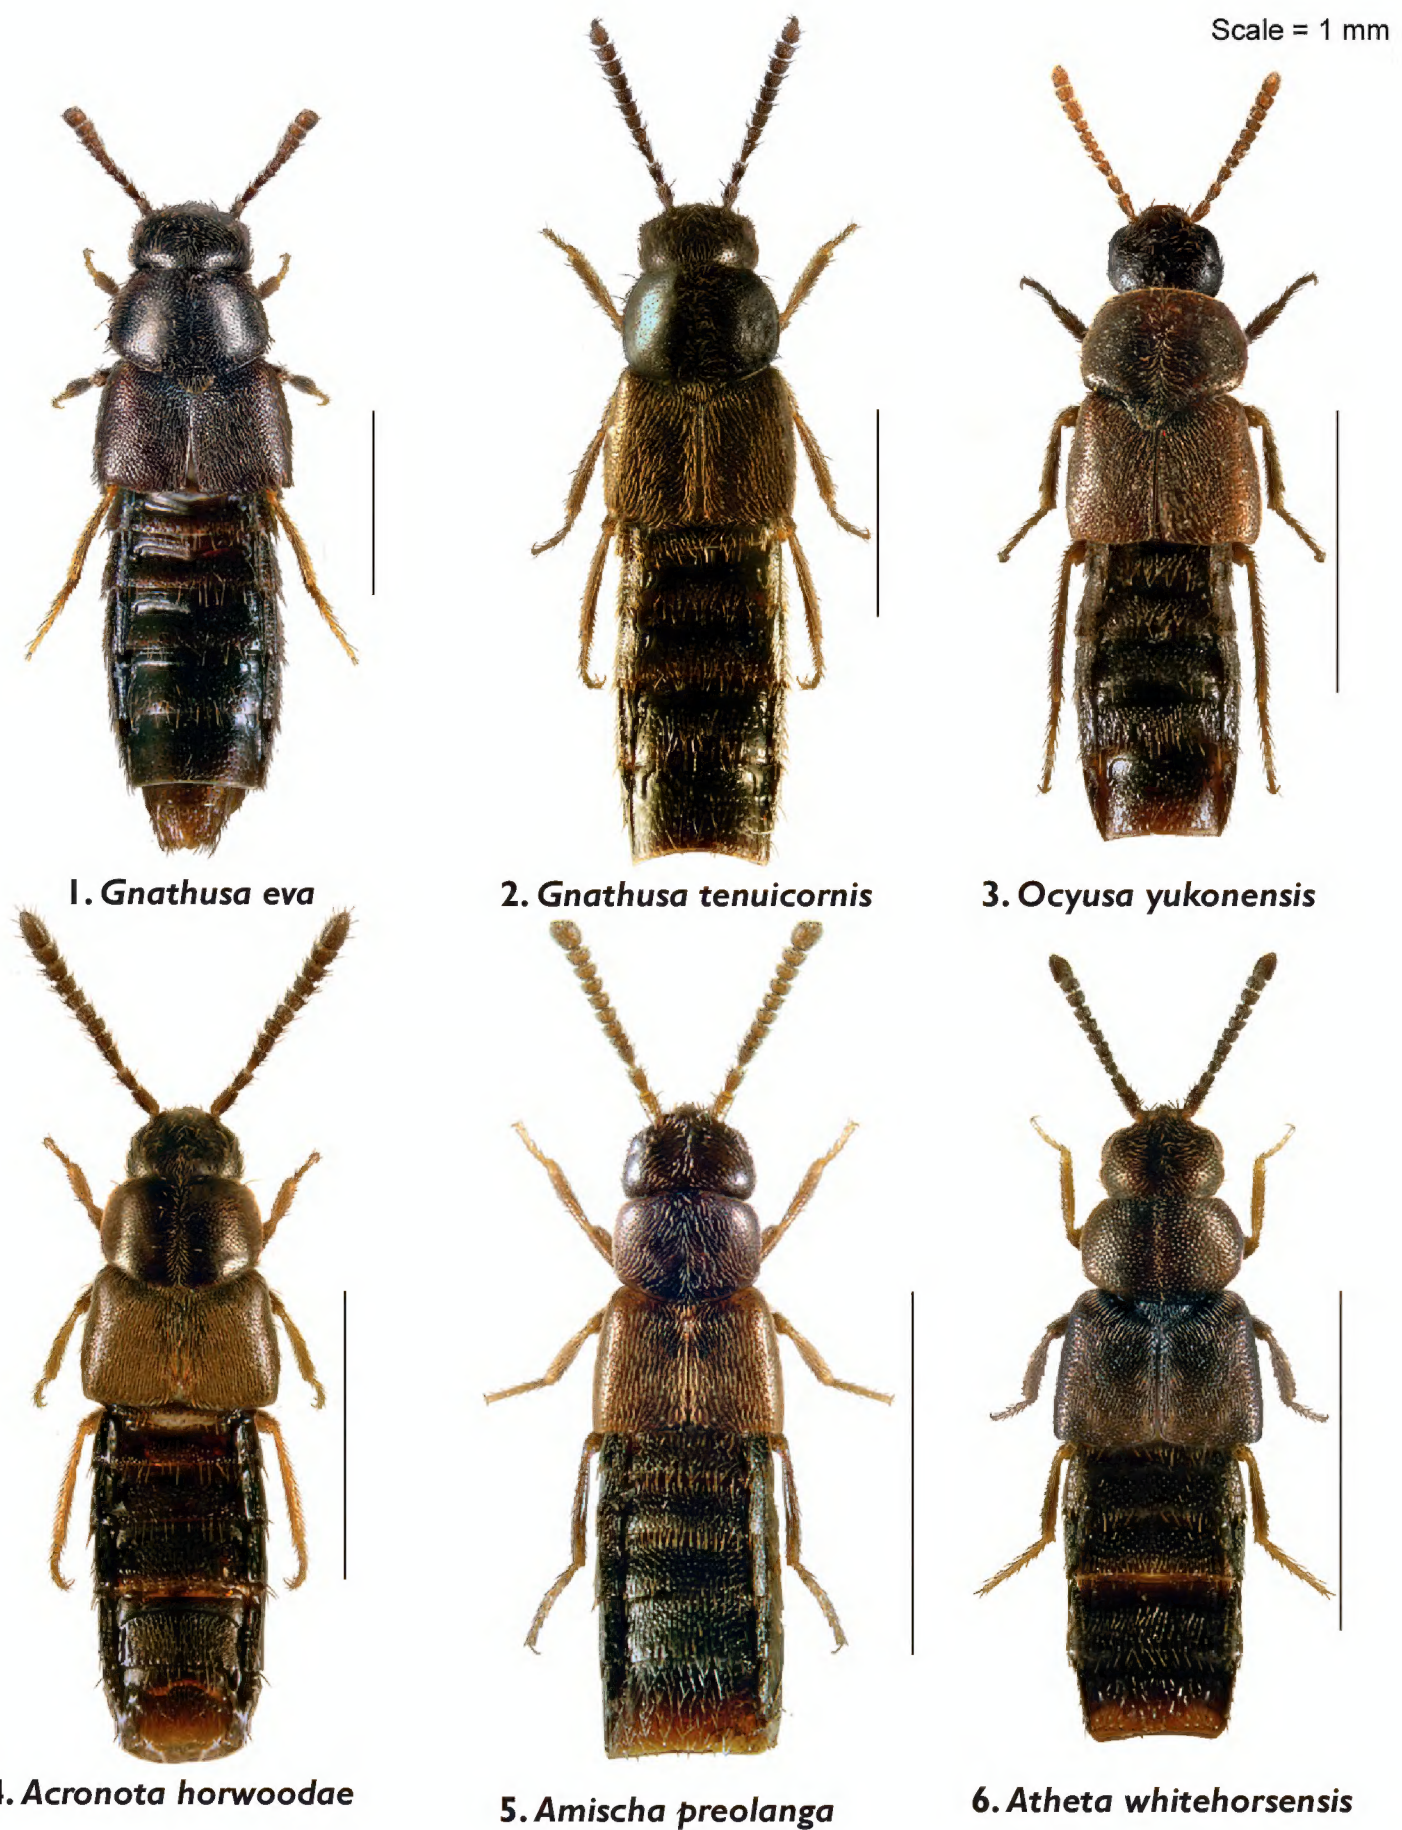 Scale = 1 mm
1. Gnathusa eva
2. Gnathusa tenuicornis
3. Ocyusa yukonensis
4. Acronota horwoodae
5. Amischa preolanga
6. Atheta whitehorsensis